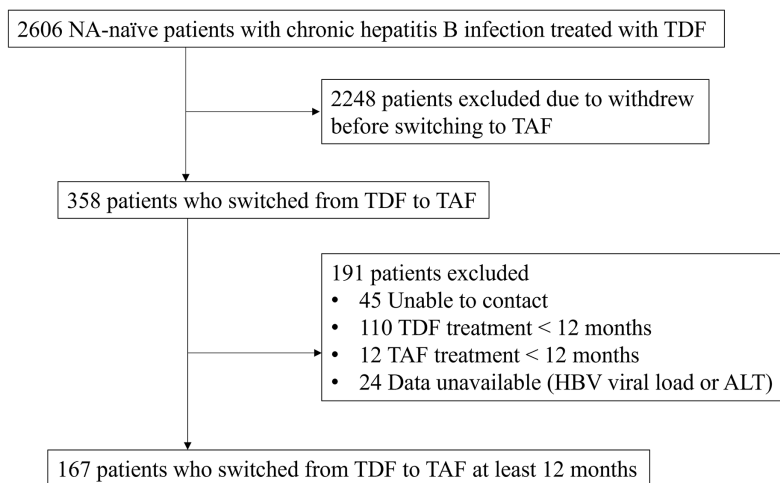 2606 NA-naïve patients with chronic hepatitis B infection treated with TDF
2248 patients excluded due to withdrew
before switching to TAF
358 patients who switched from TDF to TAF
191 patients excluded
• 45 Unable to contact
• 110 TDF treatment < 12 months
• 12 TAF treatment < 12 months
• 24 Data unavailable (HBV viral load or ALT)
167 patients who switched from TDF to TAF at least 12 months